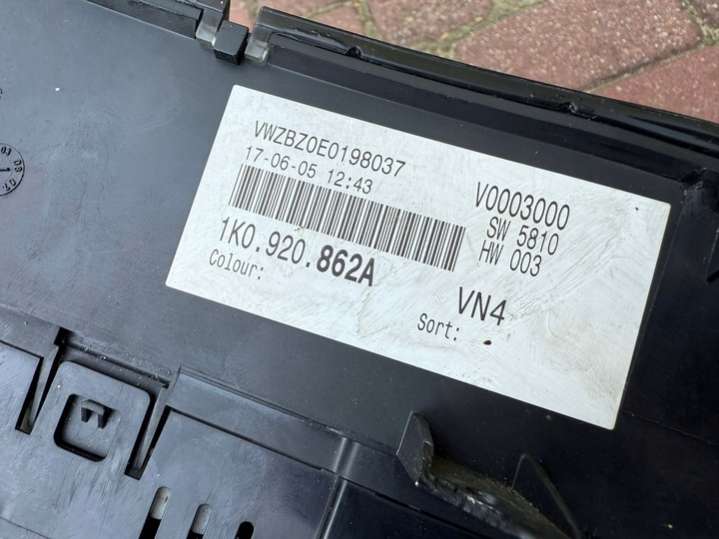 VWZBZ0E0198037
17-06-05 12:43
1K0.920.862A
Colour:
V0003000
SW 5810
HW 003
VN4
Sort: